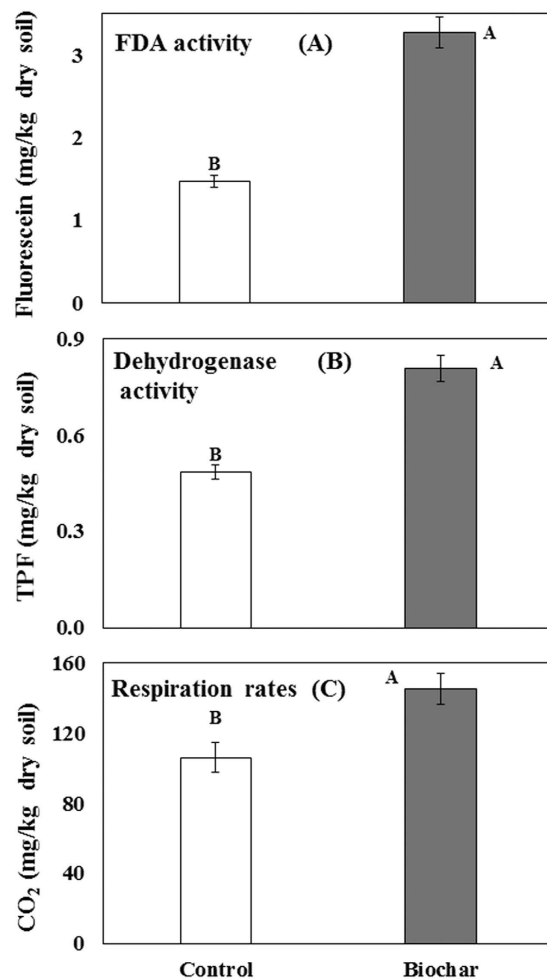 FDA activity (A)
Fluorescein (mg/kg dry soil)
3
2
1
0
B
A
Dehydrogenase (B)
activity
TPF (mg/kg dry soil)
0.9
0.6
0.3
0.0
B
A
Respiration rates (C)
CO₂ (mg/kg dry soil)
160
120
80
40
0
B
A
Control Biochar